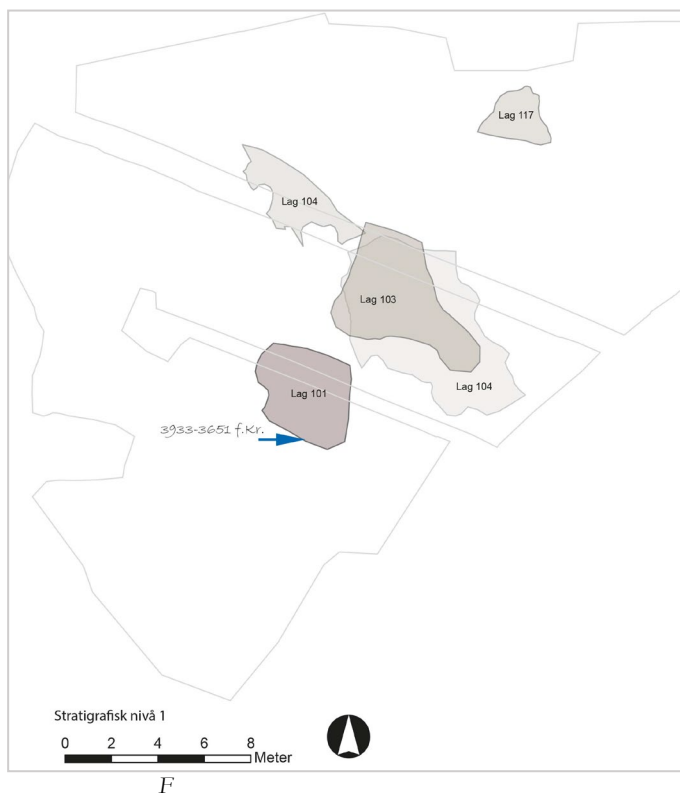 Lag 117
Lag 104
Lag 103
Lag 104
Lag 101
3933-3651 f.Kr.
Stratigrafisk nivå 1
0 2 4 6 8
Meter
F